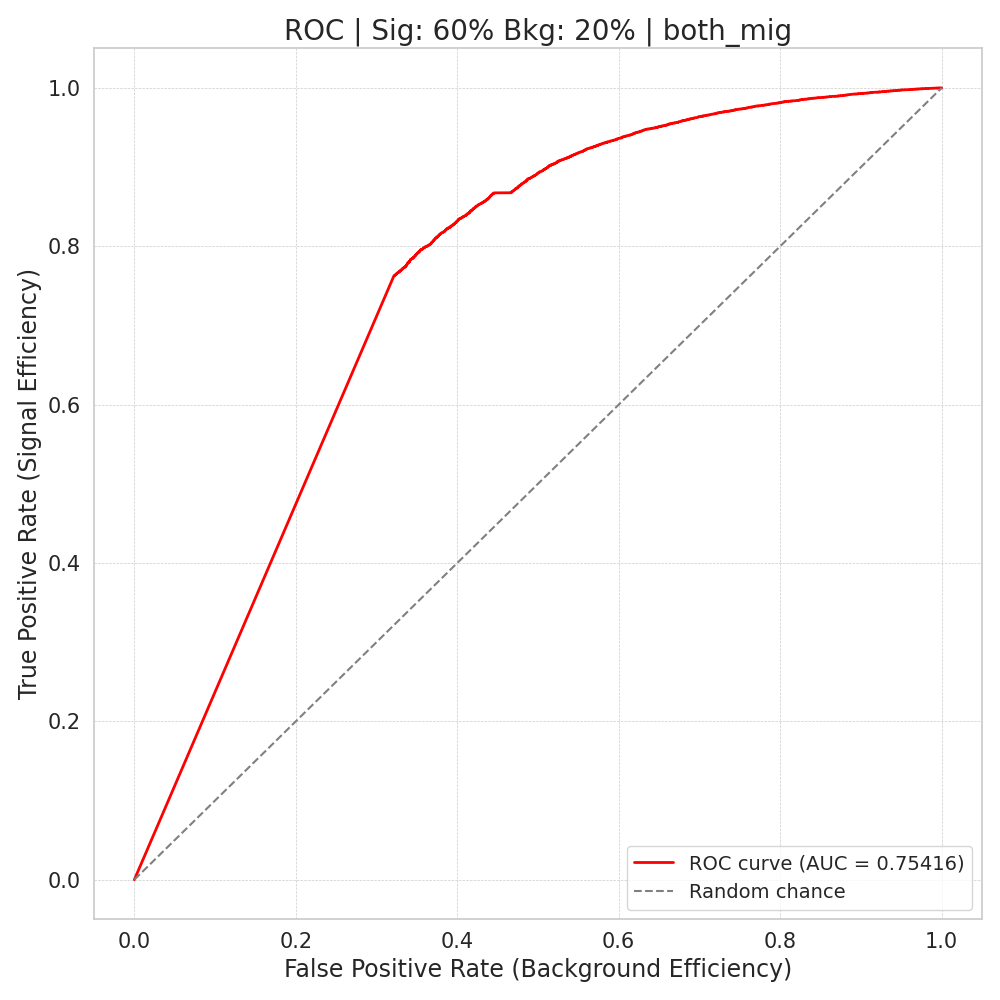 ROC | Sig: 60% Bkg: 20% | both_mig
True Positive Rate (Signal Efficiency)
1.0
0.8
0.6
0.4
0.2
0.0
ROC curve (AUC = 0.75416)
Random chance
0.0 0.2 0.4 0.6 0.8 1.0
False Positive Rate (Background Efficiency)